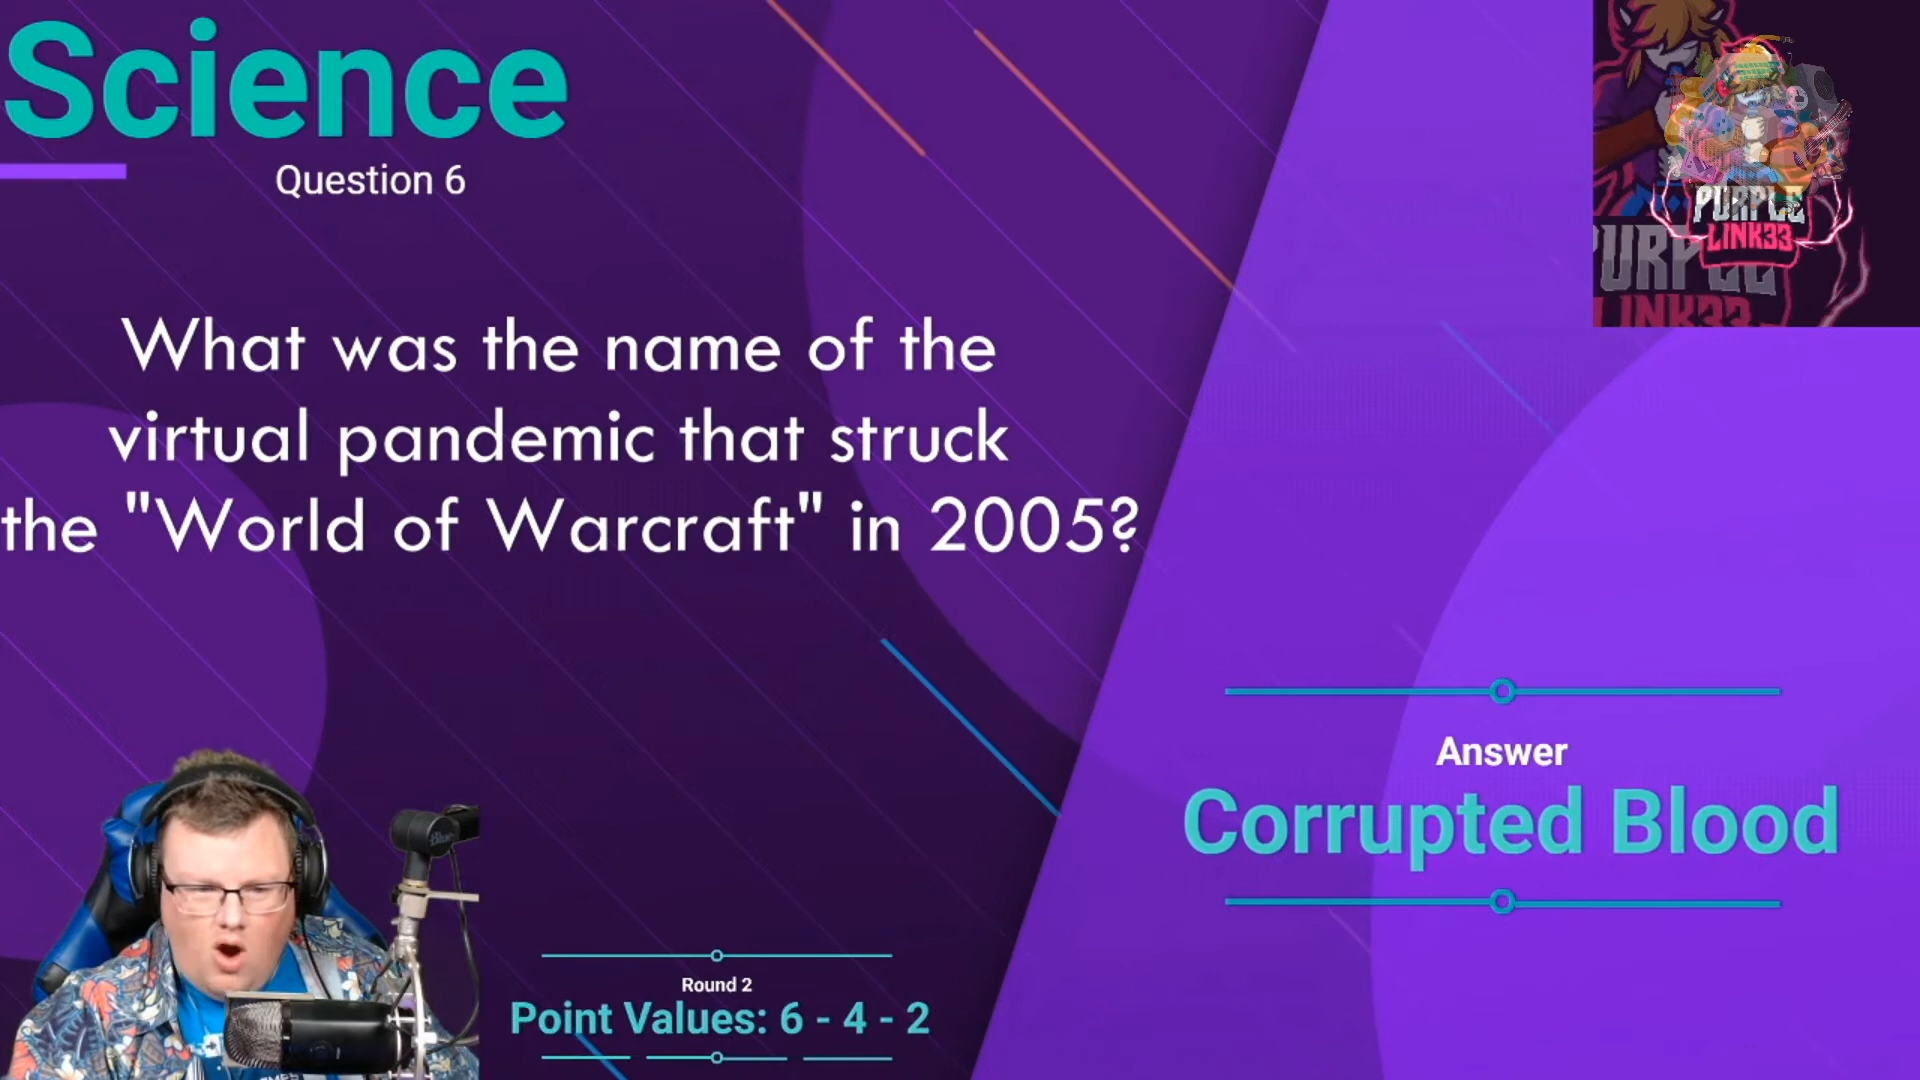 Science
Question 6
What was the name of the
virtual pandemic that struck
the "World of Warcraft" in 2005?
PURPLE
LINK33
Answer
Corrupted Blood
Round 2
Point Values: 6 - 4 - 2
Blue